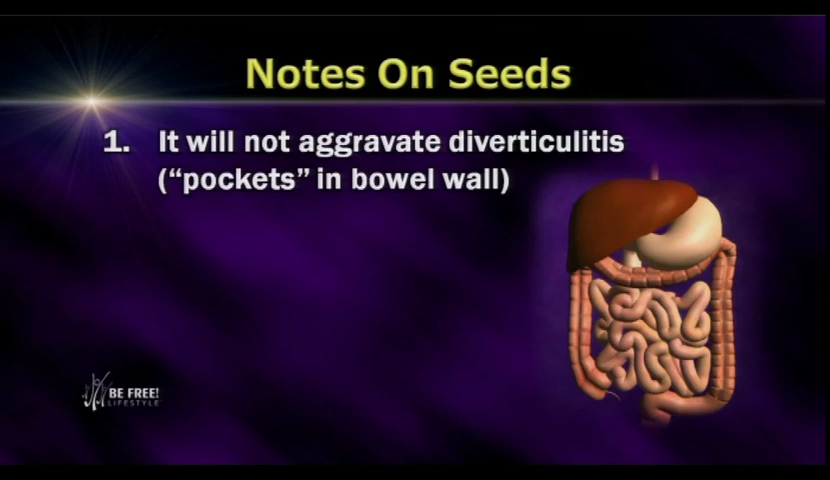 Notes On Seeds
1. It will not aggravate diverticulitis
(“pockets” in bowel wall)
BE FREE!
LIFESTYLE